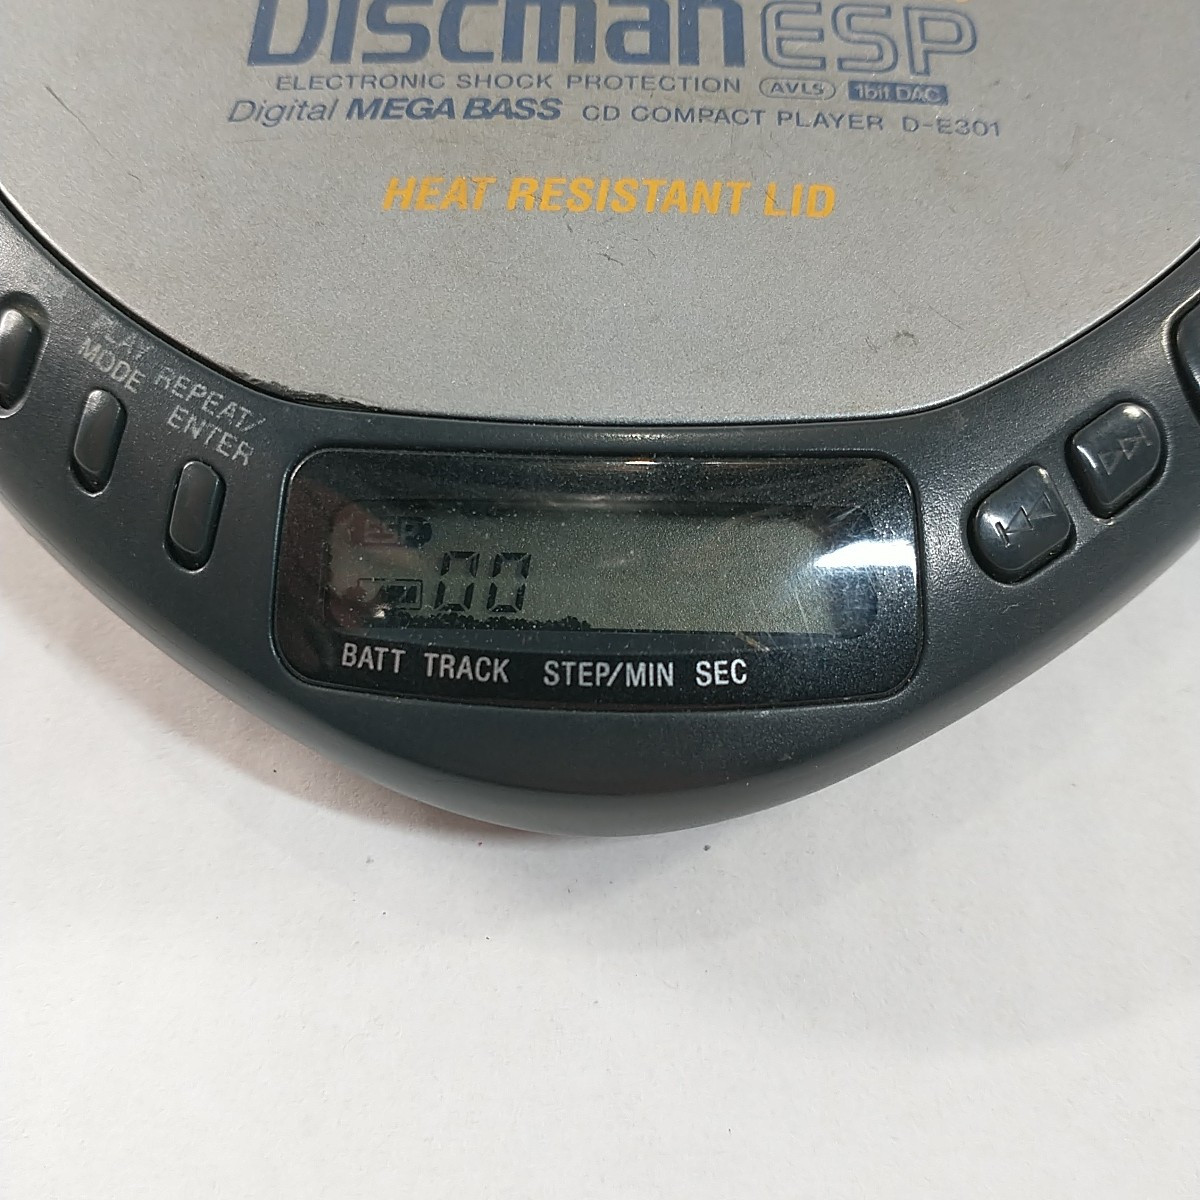 Discman ESP
ELECTRONIC SHOCK PROTECTION AVLS 1bit DAC
Digital MEGA BASS CD COMPACT PLAYER D-E301
HEAT RESISTANT LID
PLAY
MODE
REPEAT/
ENTER
ESP
00
BATT TRACK STEP/MIN SEC